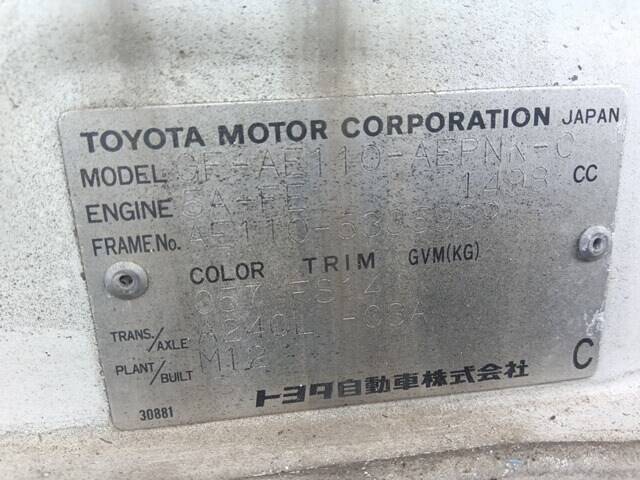 TOYOTA MOTOR CORPORATION JAPAN
MODEL GF-AE110-AEPNK-C
ENGINE 5A-FE 1498 CC
FRAME.No. AE110-
COLOR TRIM GVM(KG)
057 FS14
TRANS./AXLE A240L
PLANT/BUILT M12
C
30881
トヨタ自動車株式会社